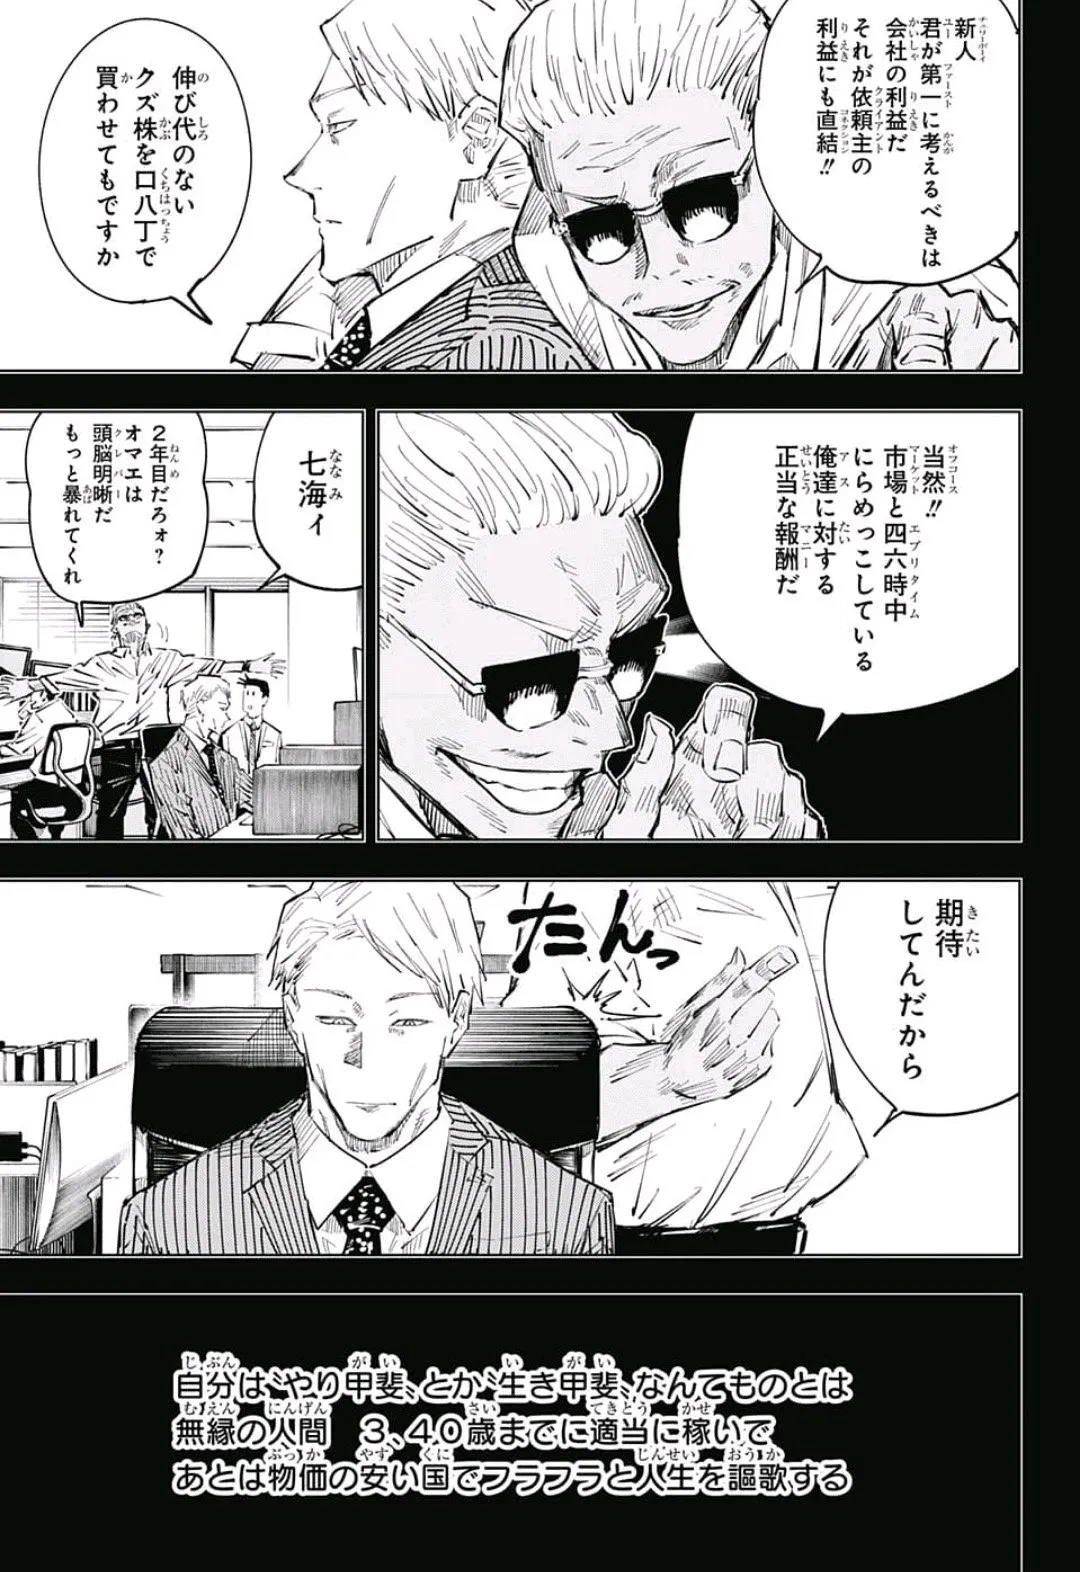 新人
君が第一に考えるべきは
会社の利益だ
それが依頼主の
利益にも直結!!
伸び代のない
クズ株を口八丁で
買わせてもですか
当然!!
市場と四六時中
にらめっこしている
俺達に対する
正当な報酬だ
七海ィ
2年目だろォ?
オマエは
頭脳明晰だ
もっと暴れてくれ
期待
してんだから
たんっ
自分は〝やり甲斐〟とか〝生き甲斐〟なんてものとは
無縁の人間 3、40歳までに適当に稼いで
あとは物価の安い国でフラフラと人生を謳歌する